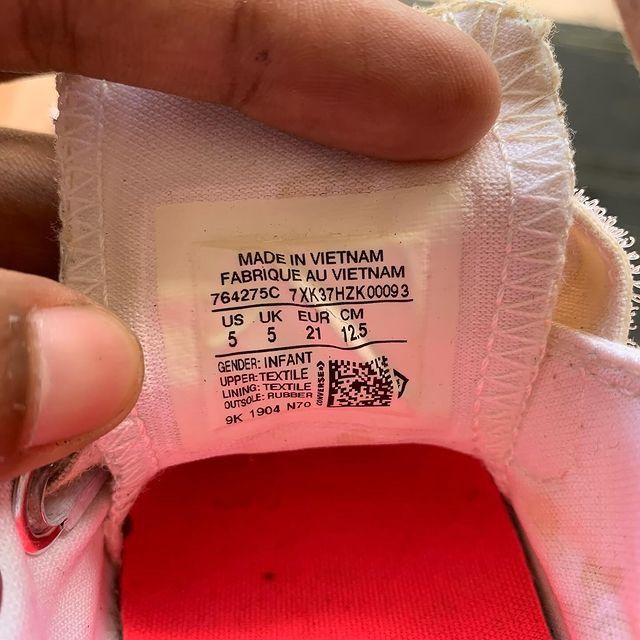 MADE IN VIETNAM
FABRIQUE AU VIETNAM
764275C 7XK37HZK00093
US UK EUR CM
5 5 21 12.5
GENDER: INFANT
UPPER: TEXTILE
LINING: TEXTILE
OUTSOLE: RUBBER
9K 1904 N70
CONVERSE